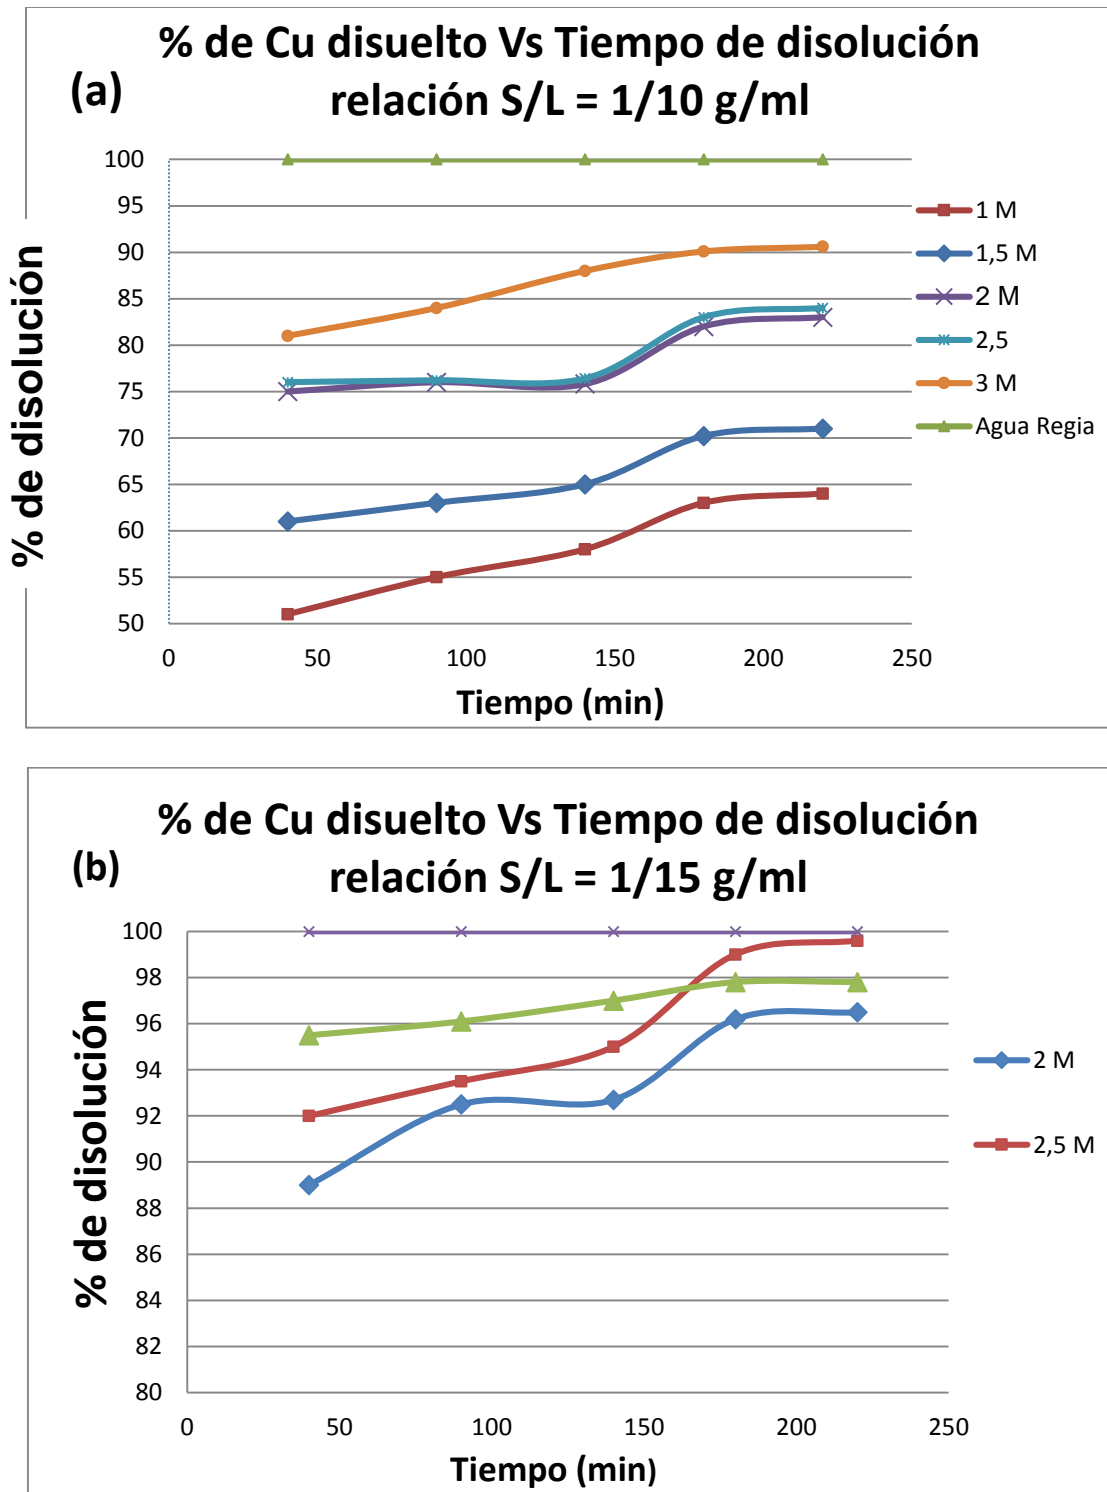 % de Cu disuelto Vs Tiempo de disolución
(a)
relación S/L = 1/10 g/ml
% de disolución
100
95
90
85
80
75
70
65
60
55
50
0 50 100 150 200 250
Tiempo (min)
1 M
1,5 M
2 M
2,5
3 M
Agua Regia
% de Cu disuelto Vs Tiempo de disolución
(b)
relación S/L = 1/15 g/ml
% de disolución
100
98
96
94
92
90
88
86
84
82
80
0 50 100 150 200 250
Tiempo (min)
2 M
2,5 M